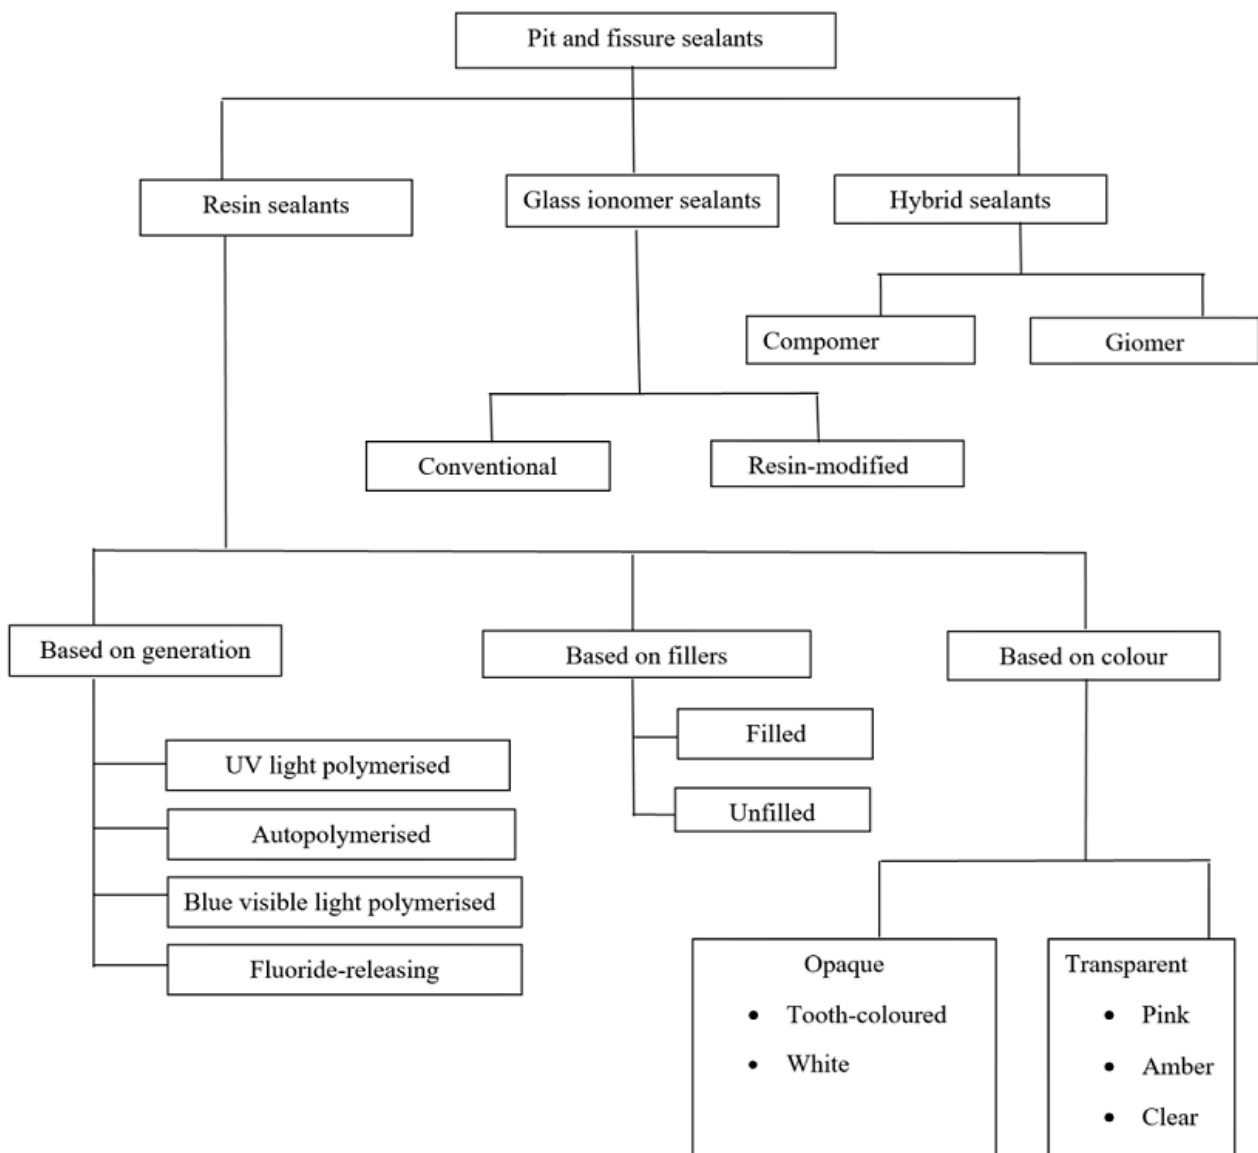 Pit and fissure sealants
Resin sealants
Glass ionomer sealants
Hybrid sealants
Compomer
Giomer
Conventional
Resin-modified
Based on generation
Based on fillers
Based on colour
UV light polymerised
Autopolymerised
Blue visible light polymerised
Fluoride-releasing
Filled
Unfilled
Opaque
• Tooth-coloured
• White
Transparent
• Pink
• Amber
• Clear